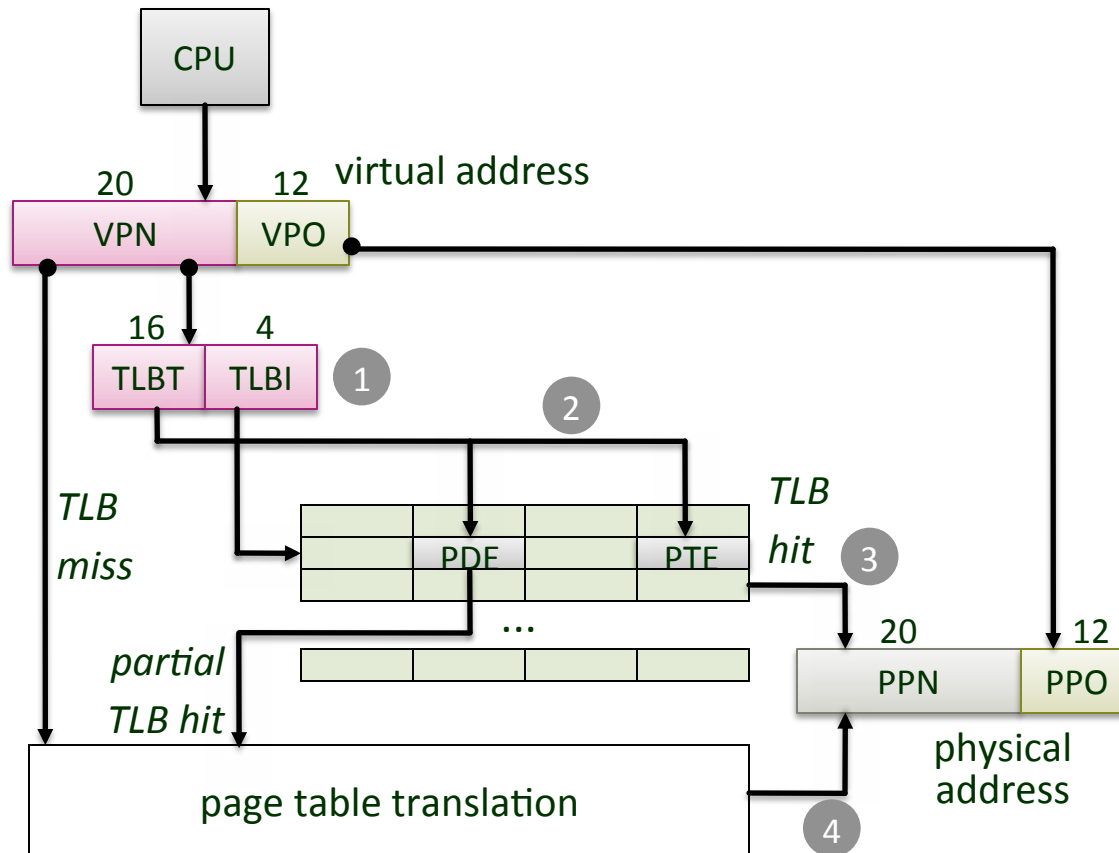 CPU
virtual address
20 12
VPN VPO
16 4
TLBT TLBI
1
2
TLB
hit
3
TLB
miss
PDE PTE
...
partial
TLB hit
20 12
PPN PPO
physical
address
page table translation
4